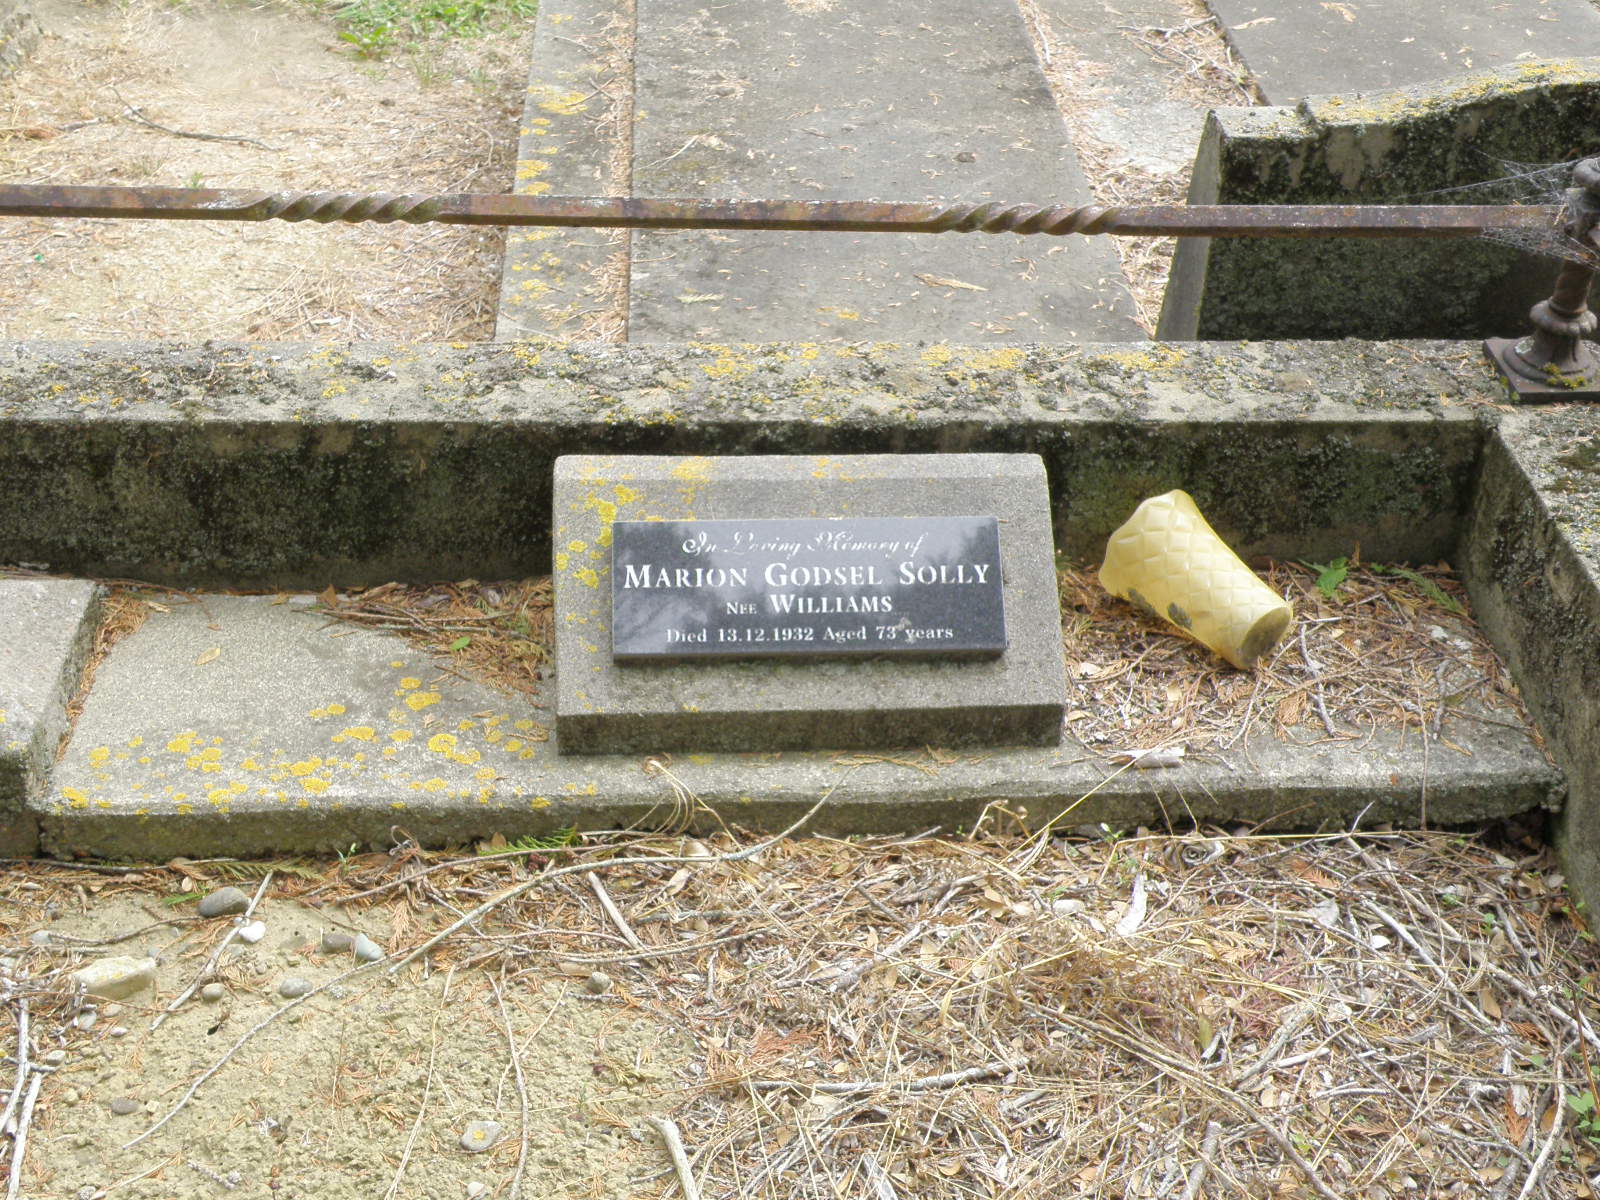 In Loving Memory of
MARION GODSEL SOLLY
NEE WILLIAMS
Died 13.12.1932 Aged 73 years